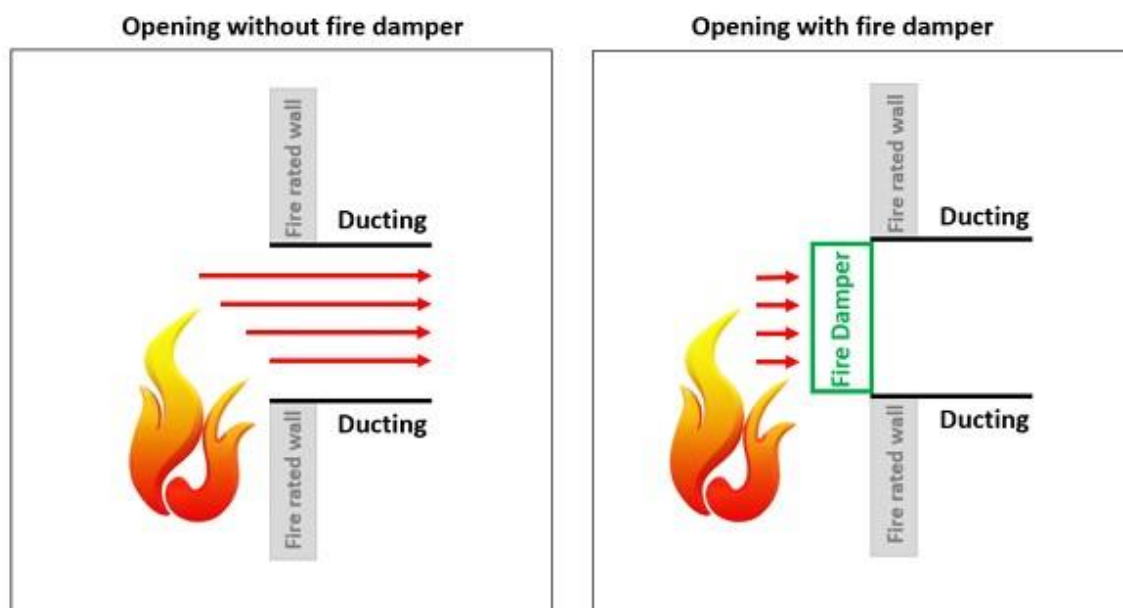 Opening without fire damper
Fire rated wall
Ducting
Ducting
Fire rated wall
Opening with fire damper
Fire rated wall
Ducting
Fire Damper
Ducting
Fire rated wall